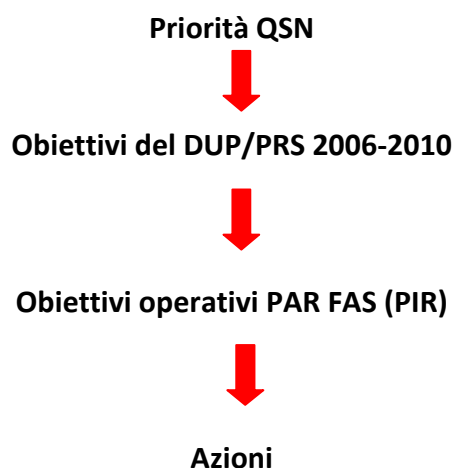 Priorità QSN
Obiettivi del DUP/PRS 2006-2010
Obiettivi operativi PAR FAS (PIR)
Azioni